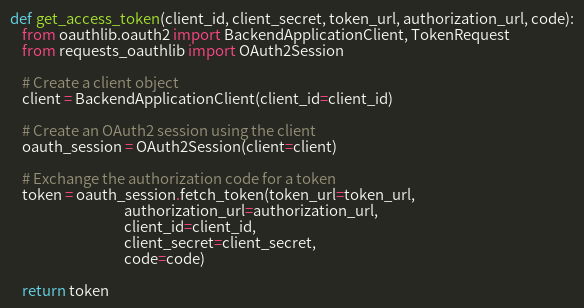 def get_access_token(client_id, client_secret, token_url, authorization_url, code):
    from oauthlib.oauth2 import BackendApplicationClient, TokenRequest
    from requests_oauthlib import OAuth2Session

    # Create a client object
    client = BackendApplicationClient(client_id=client_id)

    # Create an OAuth2 session using the client
    oauth_session = OAuth2Session(client=client)

    # Exchange the authorization code for a token
    token = oauth_session.fetch_token(token_url=token_url,
                                      authorization_url=authorization_url,
                                      client_id=client_id,
                                      client_secret=client_secret,
                                      code=code)

    return token